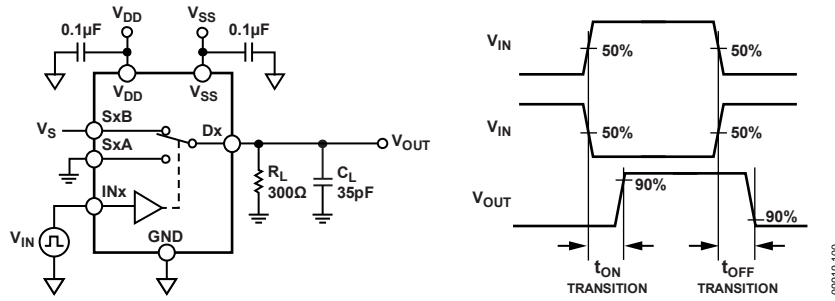 VDD
VSS
0.1µF
0.1µF
VDD
VSS
VS
SxB
SxA
Dx
VOUT
RL
300Ω
CL
35pF
INx
VIN
GND
VIN
50%
50%
VIN
50%
50%
VOUT
90%
90%
tON
TRANSITION
tOFF
TRANSITION